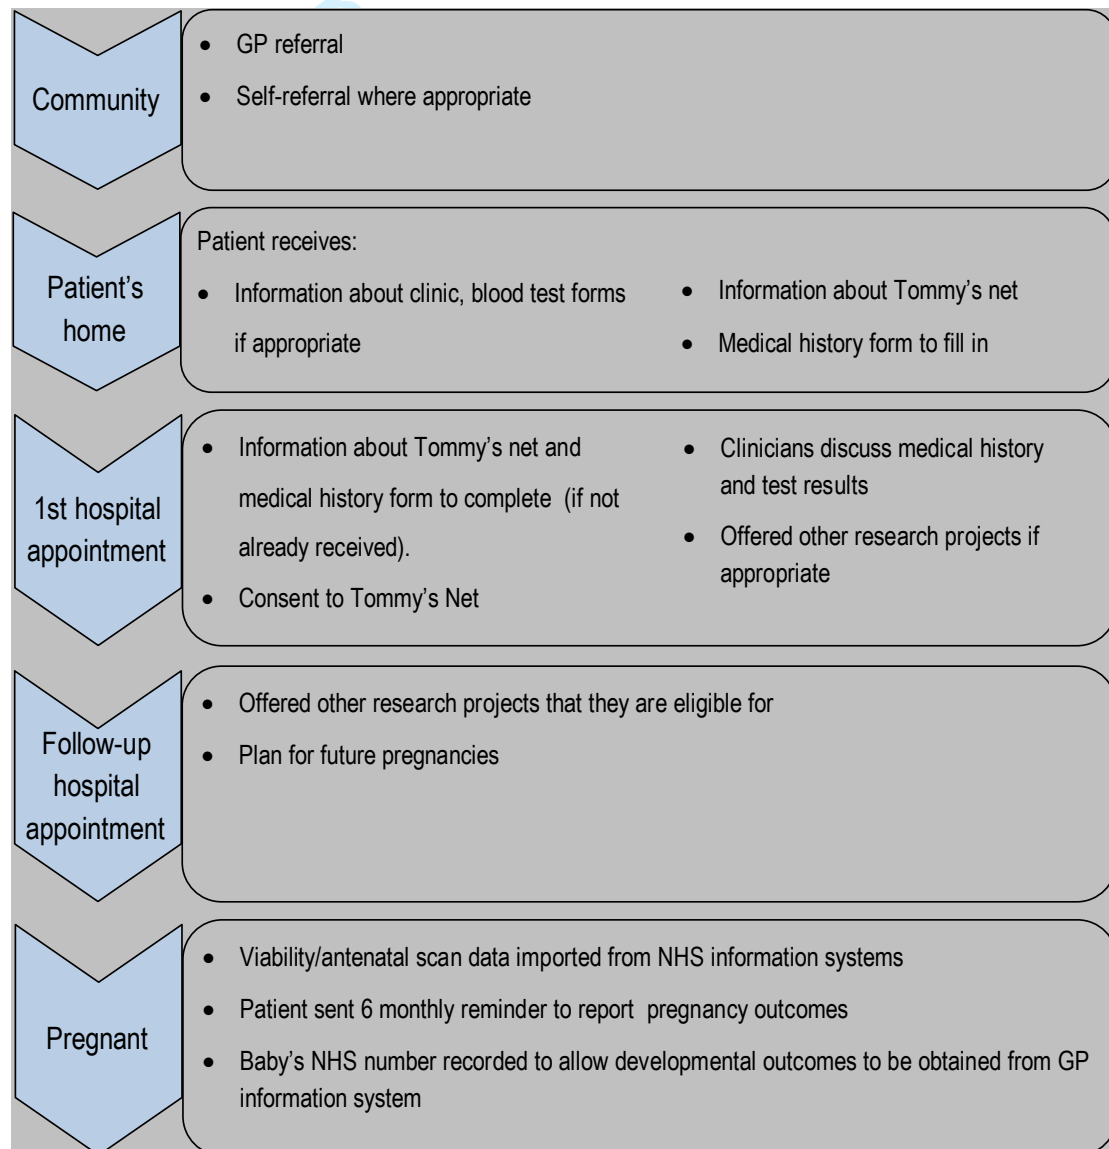 Community
• GP referral
• Self-referral where appropriate
Patient's
home
Patient receives:
• Information about clinic, blood test forms
if appropriate
• Information about Tommy's net
• Medical history form to fill in
1st hospital
appointment
• Information about Tommy's net and
medical history form to complete (if not
already received).
• Consent to Tommy's Net
• Clinicians discuss medical history
and test results
• Offered other research projects if
appropriate
Follow-up
hospital
appointment
• Offered other research projects that they are eligible for
• Plan for future pregnancies
Pregnant
• Viability/antenatal scan data imported from NHS information systems
• Patient sent 6 monthly reminder to report pregnancy outcomes
• Baby's NHS number recorded to allow developmental outcomes to be obtained from GP
information system